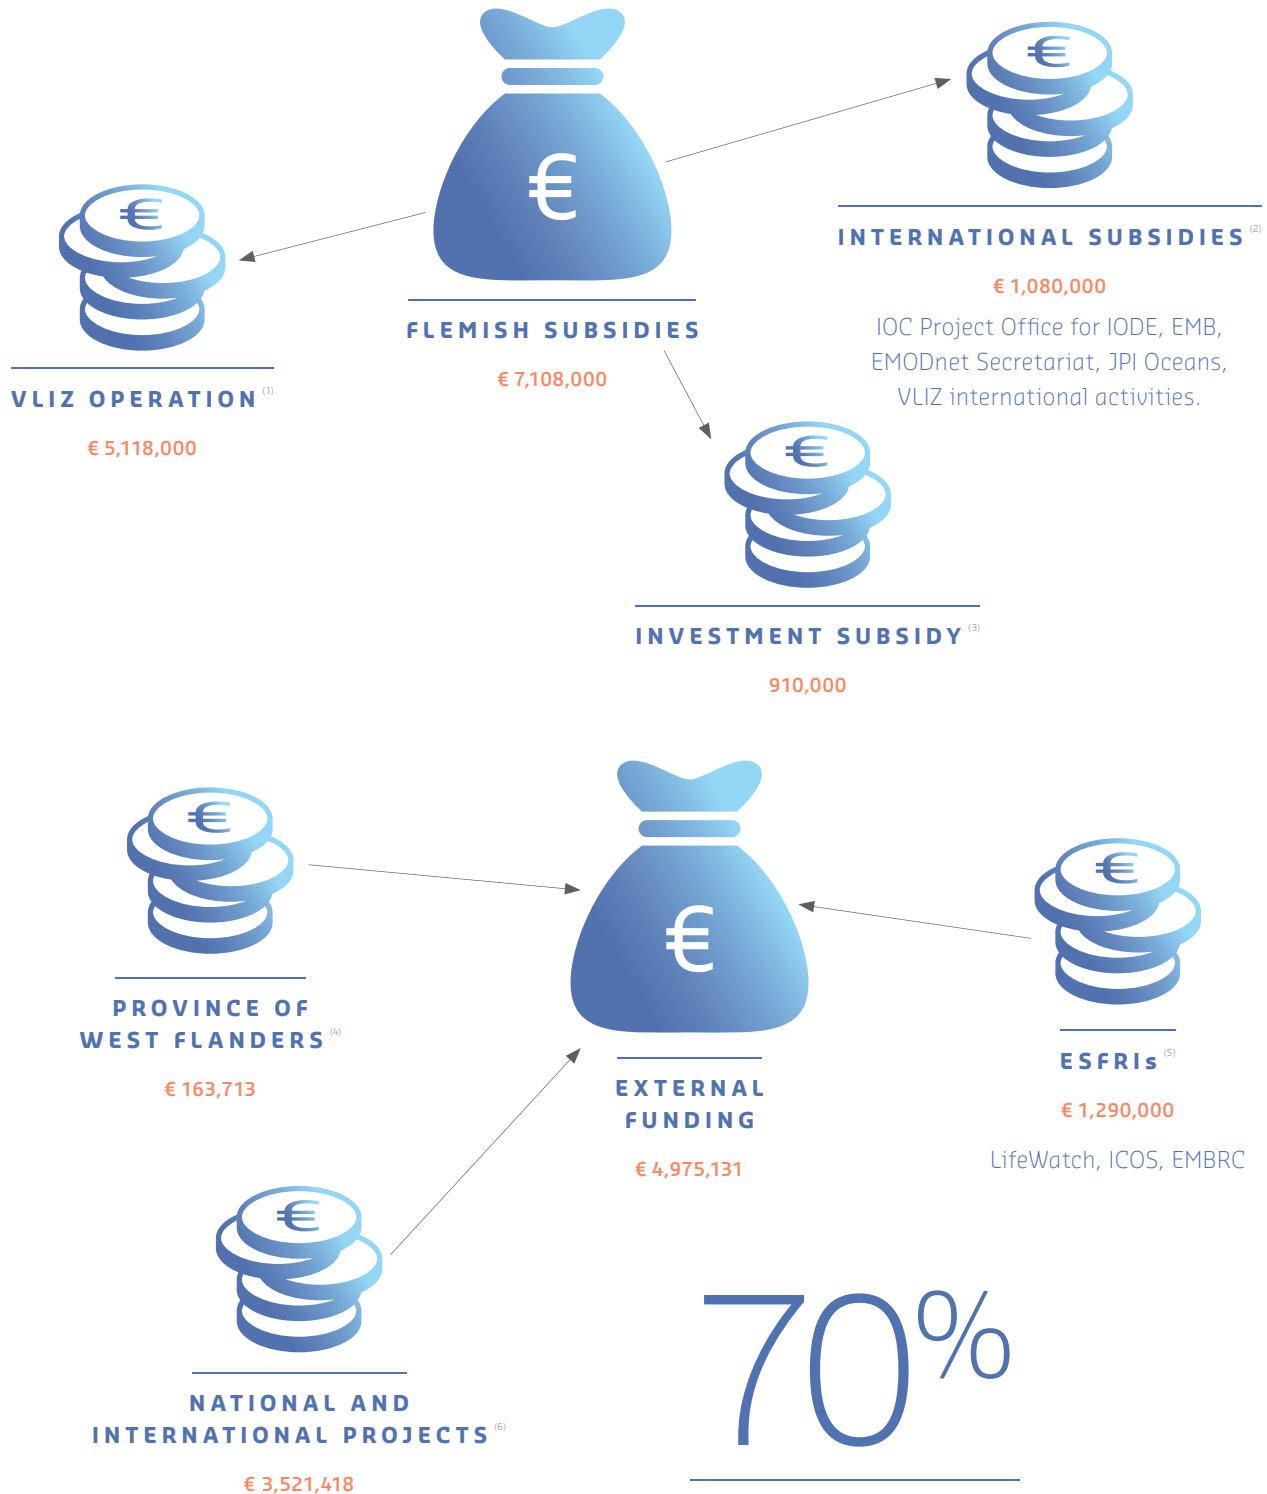 €
€
€
INTERNATIONAL SUBSIDIES (2)
€ 1,080,000
IOC Project Office for IODE, EMB,
EMODnet Secretariat, JPI Oceans,
VLIZ international activities.
FLEMISH SUBSIDIES
€ 7,108,000
VLIZ OPERATION (1)
€ 5,118,000
€
INVESTMENT SUBSIDY (3)
910,000
€
€
€
PROVINCE OF
WEST FLANDERS (4)
€ 163,713
EXTERNAL
FUNDING
€ 4,975,131
ESFRIs (5)
€ 1,290,000
LifeWatch, ICOS, EMBRC
€
NATIONAL AND
INTERNATIONAL PROJECTS (6)
€ 3,521,418
70%